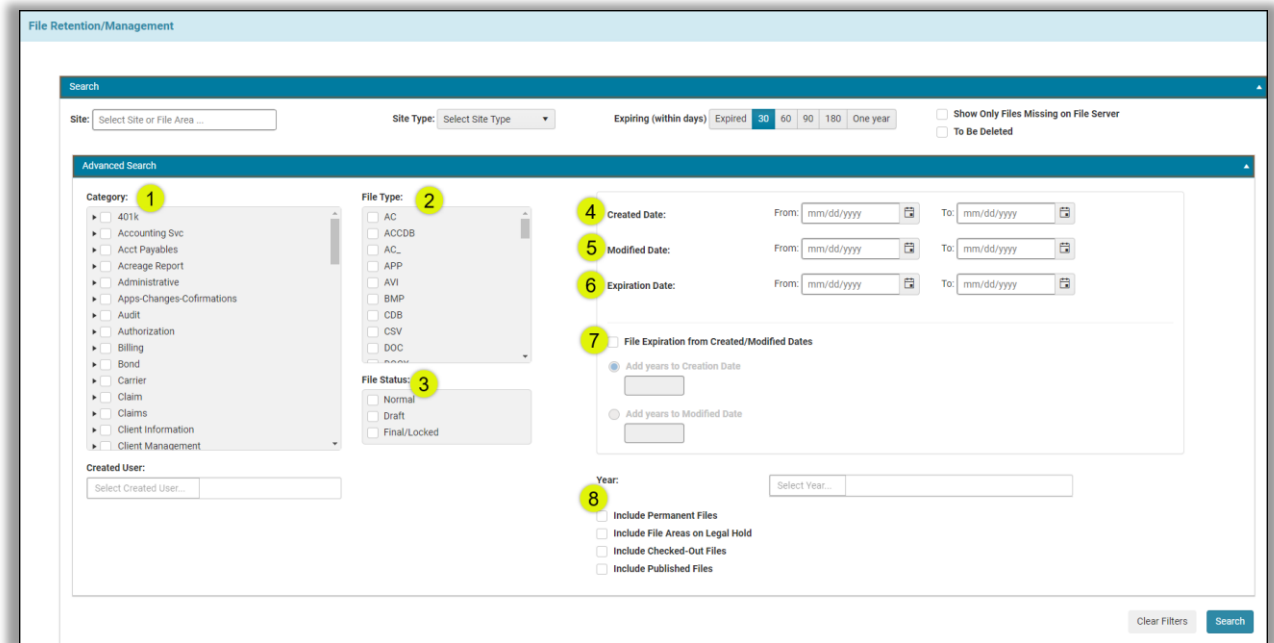 File Retention/Management
Search
Site: Select Site or File Area ... Site Type: Select Site Type Expiring (within days) Expired 30 60 90 180 One year Show Only Files Missing on File Server
To Be Deleted
Advanced Search
Category: 1
401k
Accounting Svc
Acct Payables
Acreage Report
Administrative
Apps-Changes-Cofirmations
Audit
Authorization
Billing
Bond
Carrier
Claim
Claims
Client Information
Client Management
Created User:
Select Created User...
File Type: 2
AC
ACCDB
AC_
APP
AVI
BMP
CDB
CSV
DOC
DOCX
File Status: 3
Normal
Draft
Final/Locked
4 Created Date: From: mm/dd/yyyy To: mm/dd/yyyy
5 Modified Date: From: mm/dd/yyyy To: mm/dd/yyyy
6 Expiration Date: From: mm/dd/yyyy To: mm/dd/yyyy
7 File Expiration from Created/Modified Dates
Add years to Creation Date
Add years to Modified Date
Year: Select Year...
8
Include Permanent Files
Include File Areas on Legal Hold
Include Checked-Out Files
Include Published Files
Clear Filters Search